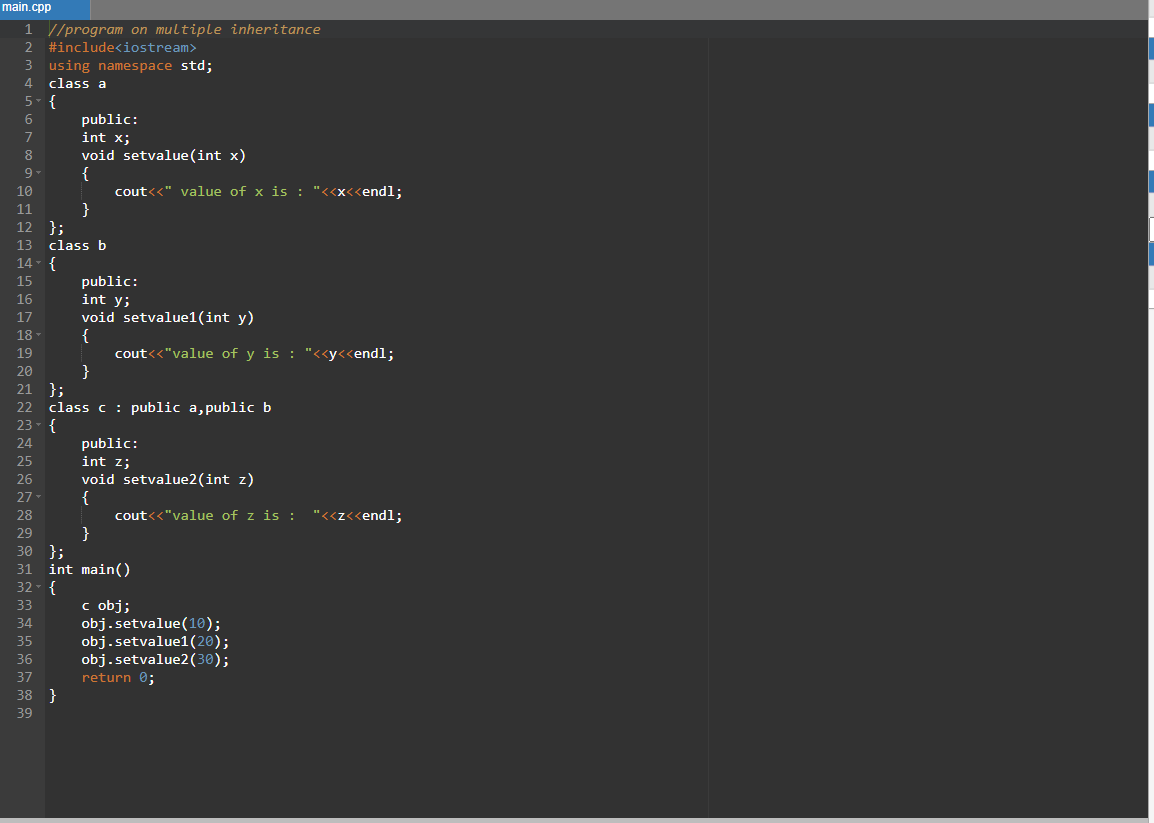 main.cpp
1 //program on multiple inheritance
2 #include<iostream>
3 using namespace std;
4 class a
5 {
6     public:
7     int x;
8     void setvalue(int x)
9     {
10         cout<<" value of x is : "<<x<<endl;
11     }
12 };
13 class b
14 {
15     public:
16     int y;
17     void setvalue1(int y)
18     {
19         cout<<"value of y is : "<<y<<endl;
20     }
21 };
22 class c : public a,public b
23 {
24     public:
25     int z;
26     void setvalue2(int z)
27     {
28         cout<<"value of z is :  "<<z<<endl;
29     }
30 };
31 int main()
32 {
33     c obj;
34     obj.setvalue(10);
35     obj.setvalue1(20);
36     obj.setvalue2(30);
37     return 0;
38 }
39